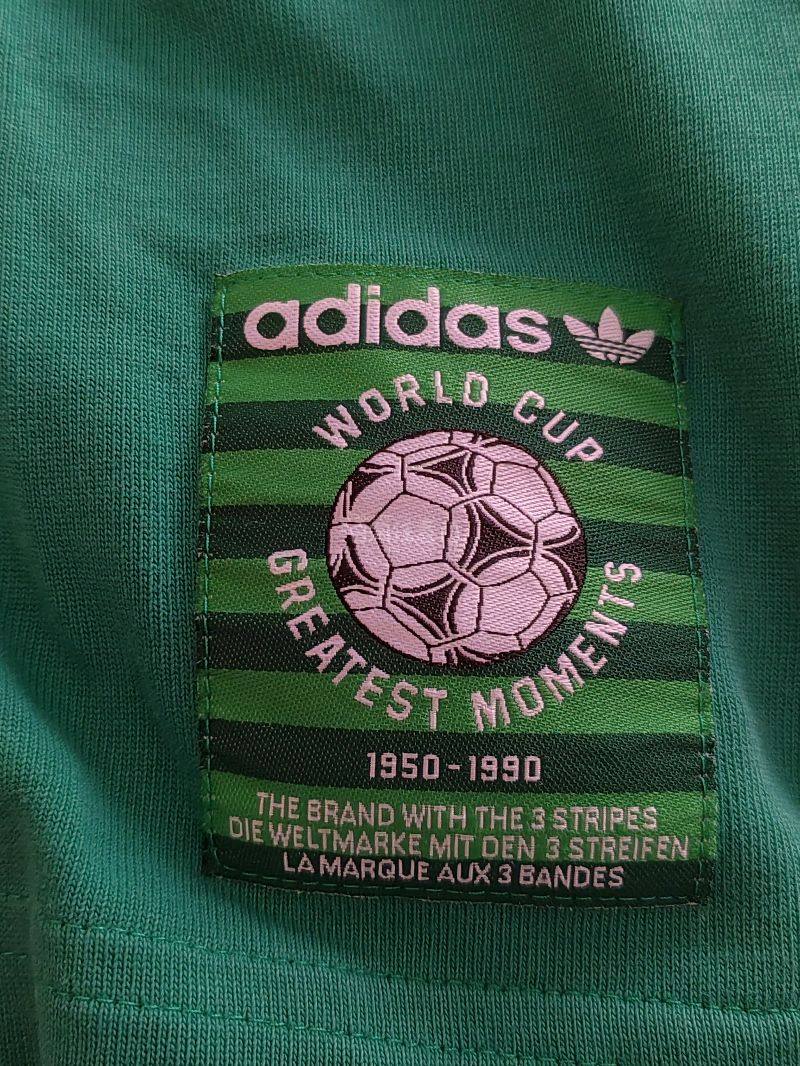 adidas
WORLD CUP
GREATEST MOMENTS
1950-1990
THE BRAND WITH THE 3 STRIPES
DIE WELTMARKE MIT DEN 3 STREIFEN
LA MARQUE AUX 3 BANDES